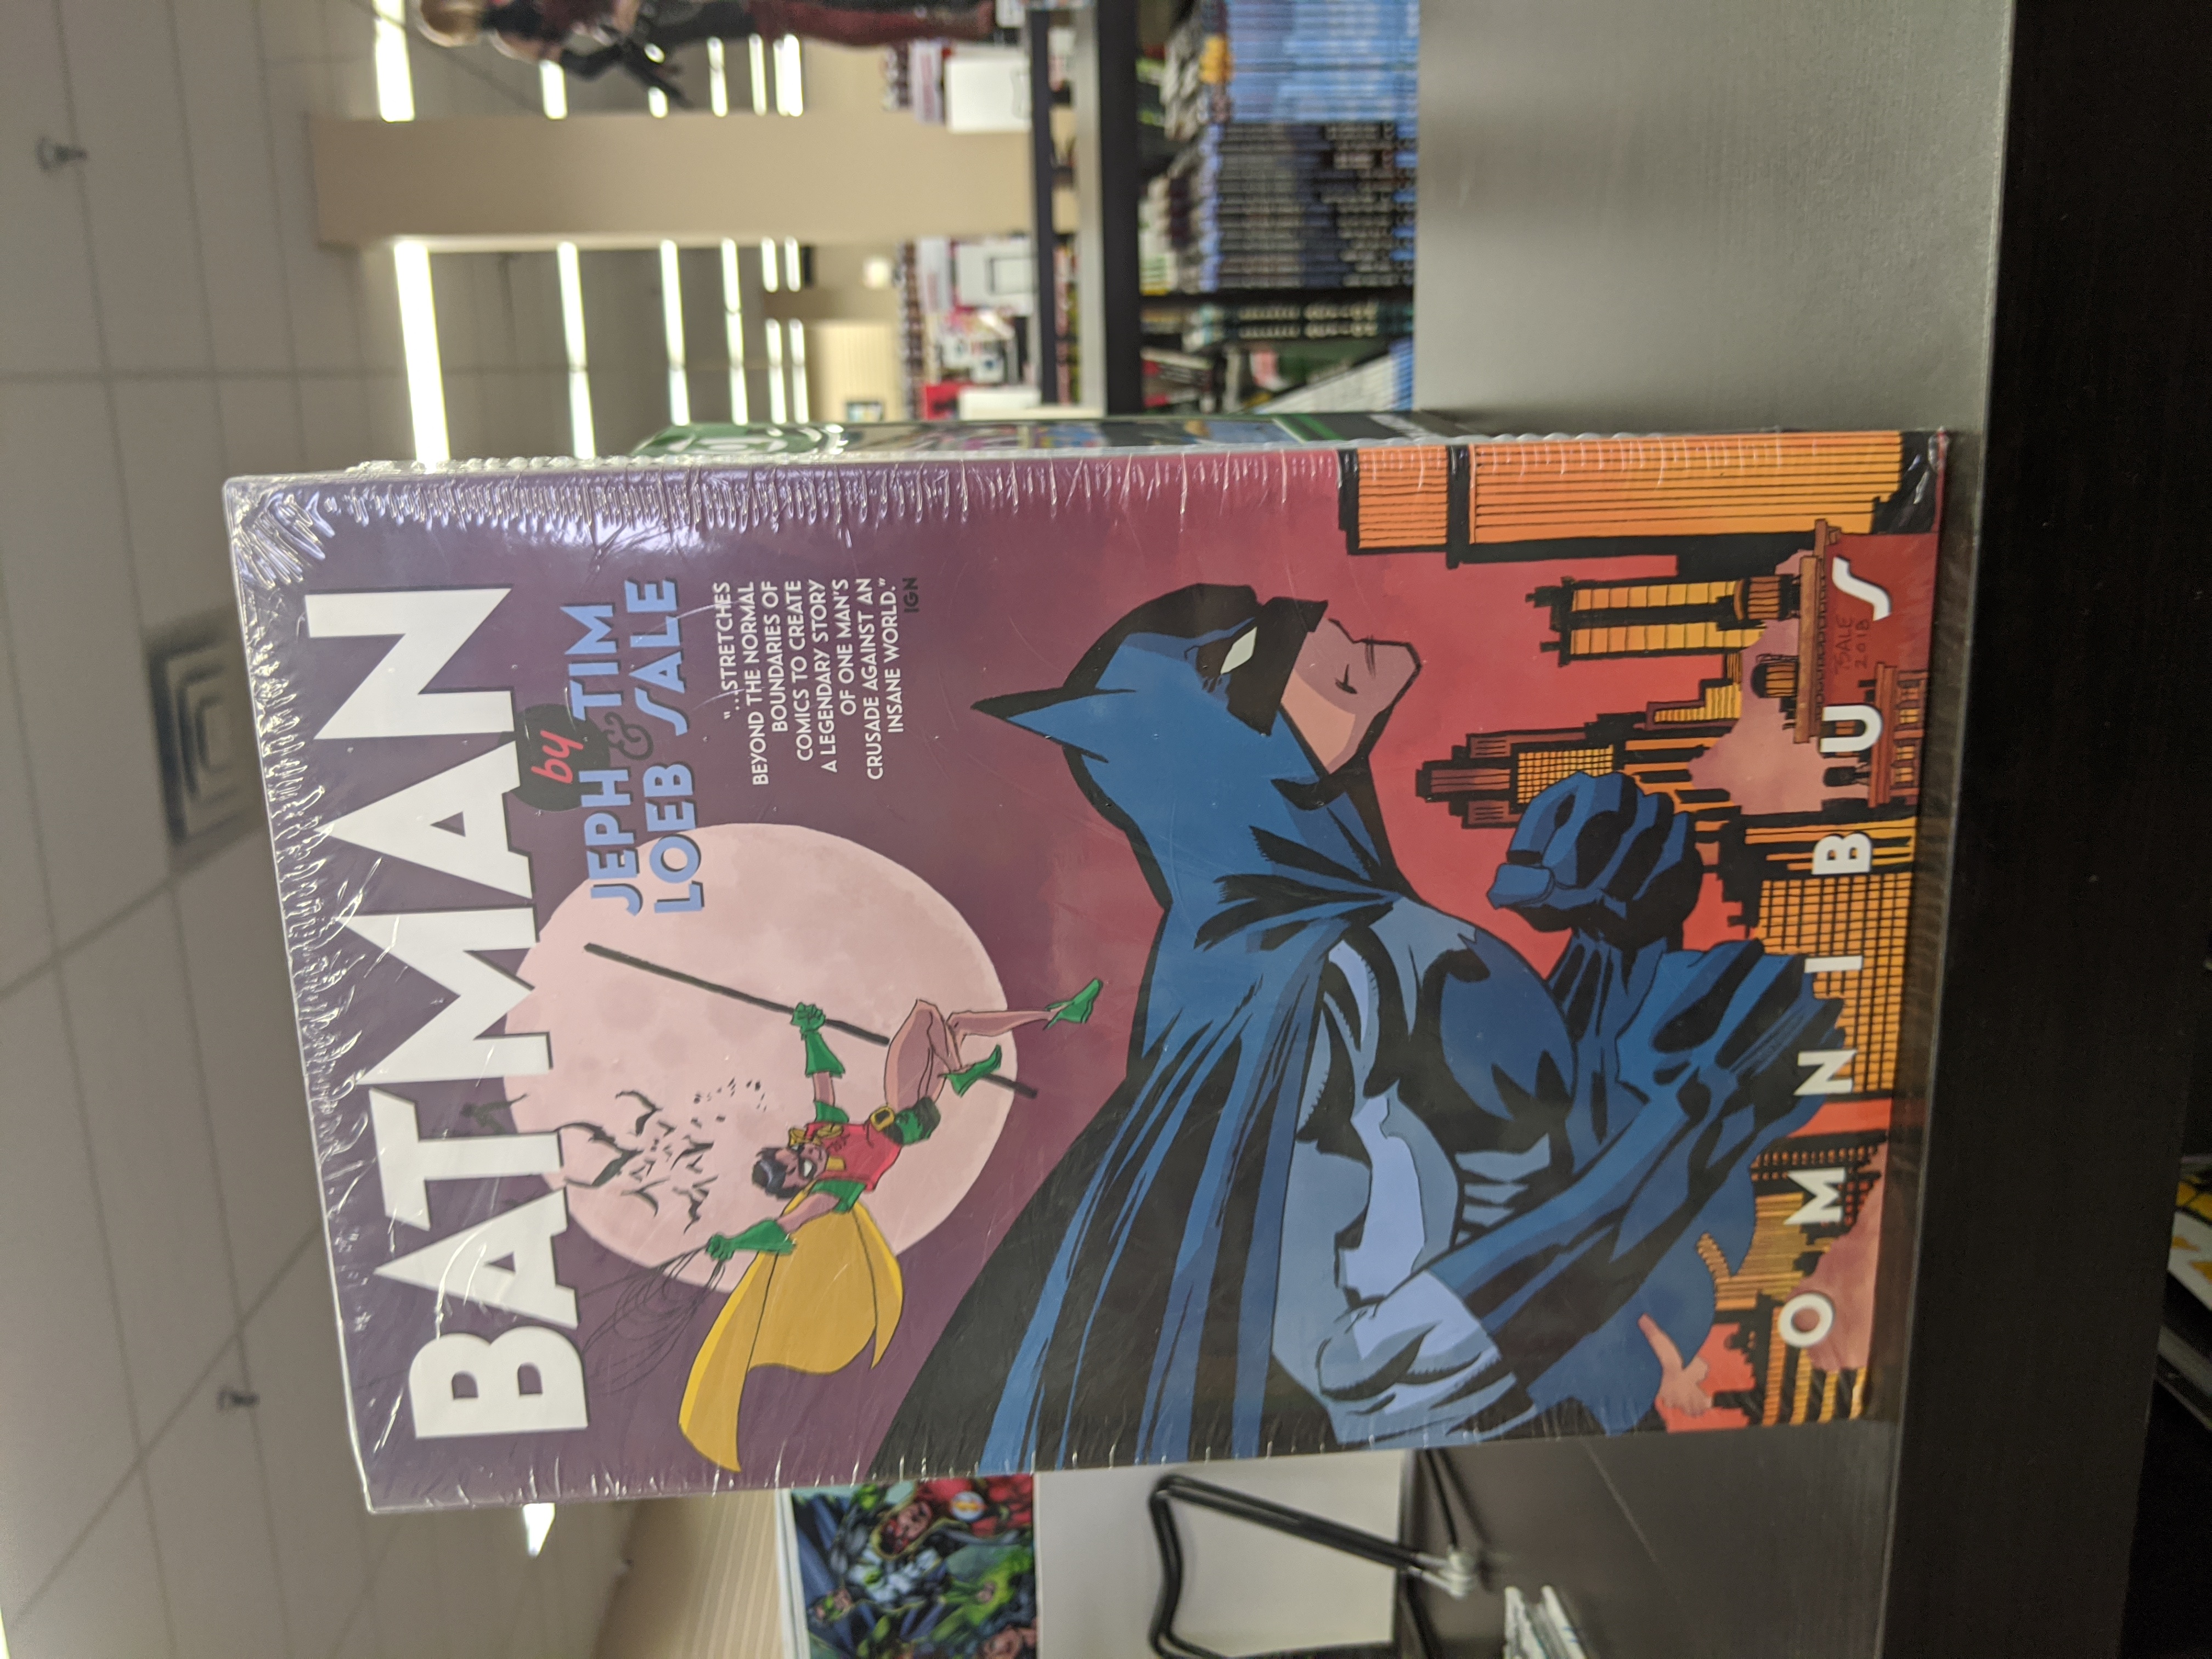 BATMAN
by
JEPH & TIM
LOEB SALE
"...STRETCHES
BEYOND THE NORMAL
BOUNDARIES OF
COMICS TO CREATE
A LEGENDARY STORY
OF ONE MAN'S
CRUSADE AGAINST AN
INSANE WORLD."
IGN
OMNIBUS
SALE
2018